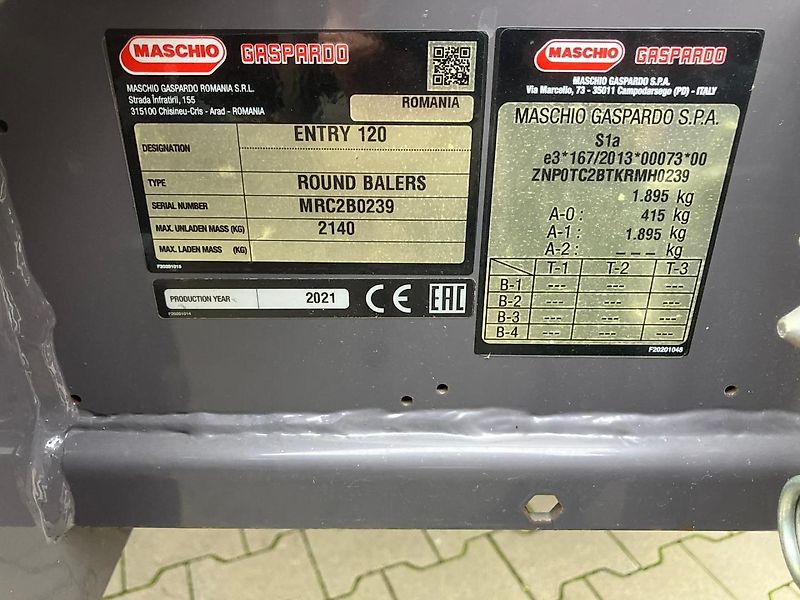 MASCHIO GASPARDO
MASCHIO GASPARDO ROMANIA S.R.L.
Strada Înfratirii, 155
315100 Chisineu-Cris - Arad - ROMANIA
ROMANIA
DESIGNATION ENTRY 120
TYPE ROUND BALERS
SERIAL NUMBER MRC2B0239
MAX. UNLADEN MASS (KG) 2140
MAX. LADEN MASS (KG)
F20201015
PRODUCTION YEAR 2021 CE EAC
F20201014
MASCHIO GASPARDO
MASCHIO GASPARDO S.P.A.
Via Marcello, 73 - 35011 Campodarsego (PD) - ITALY
MASCHIO GASPARDO S.P.A.
S1a
e3*167/2013*00073*00
ZNP0TC2BTKRMH0239
1.895 kg
A-0 : 415 kg
A-1 : 1.895 kg
A-2 : _ _ _ kg
T-1 T-2 T-3
B-1 --- --- ---
B-2 --- --- ---
B-3 --- --- ---
B-4 --- --- ---
F20201048